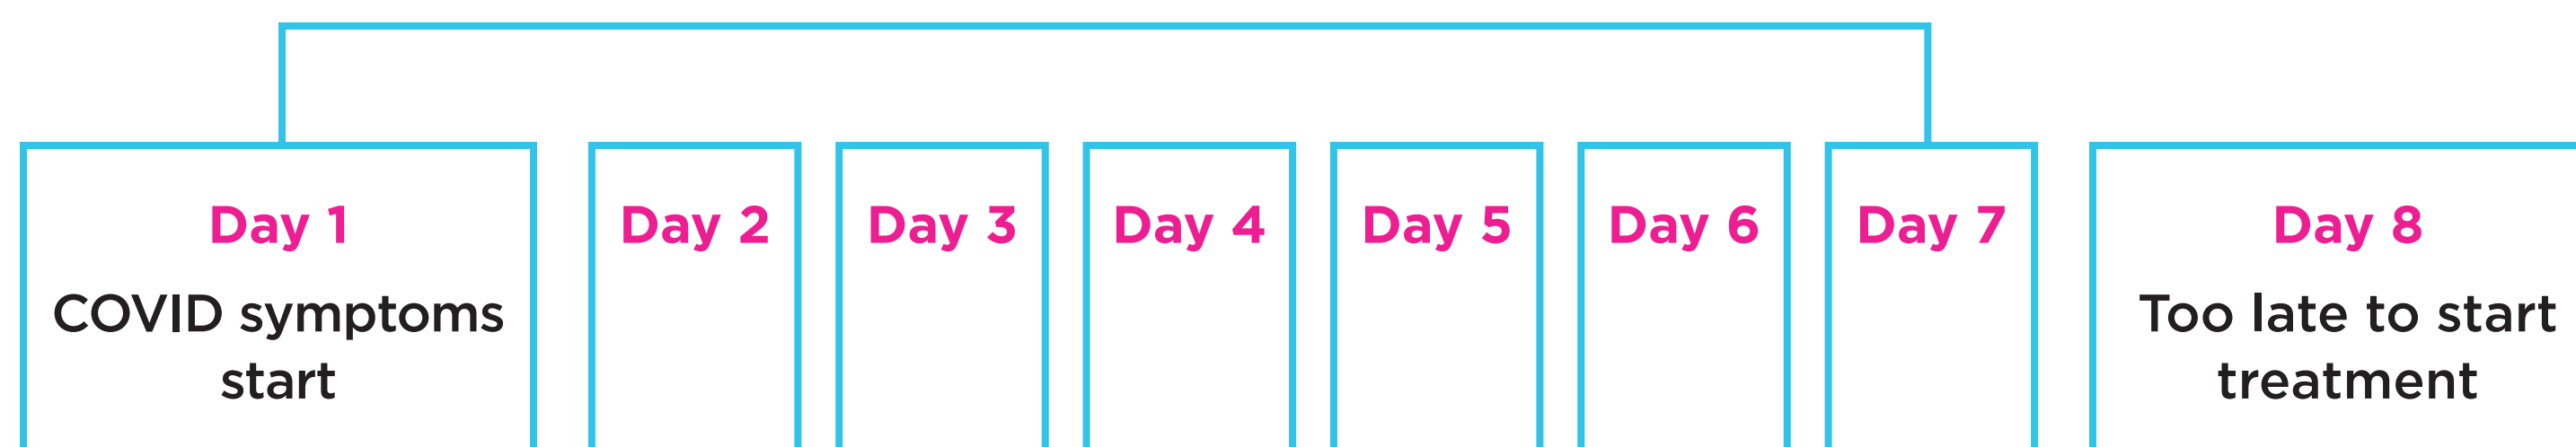 Day 1
COVID symptoms
start
Day 2
Day 3
Day 4
Day 5
Day 6
Day 7
Day 8
Too late to start
treatment